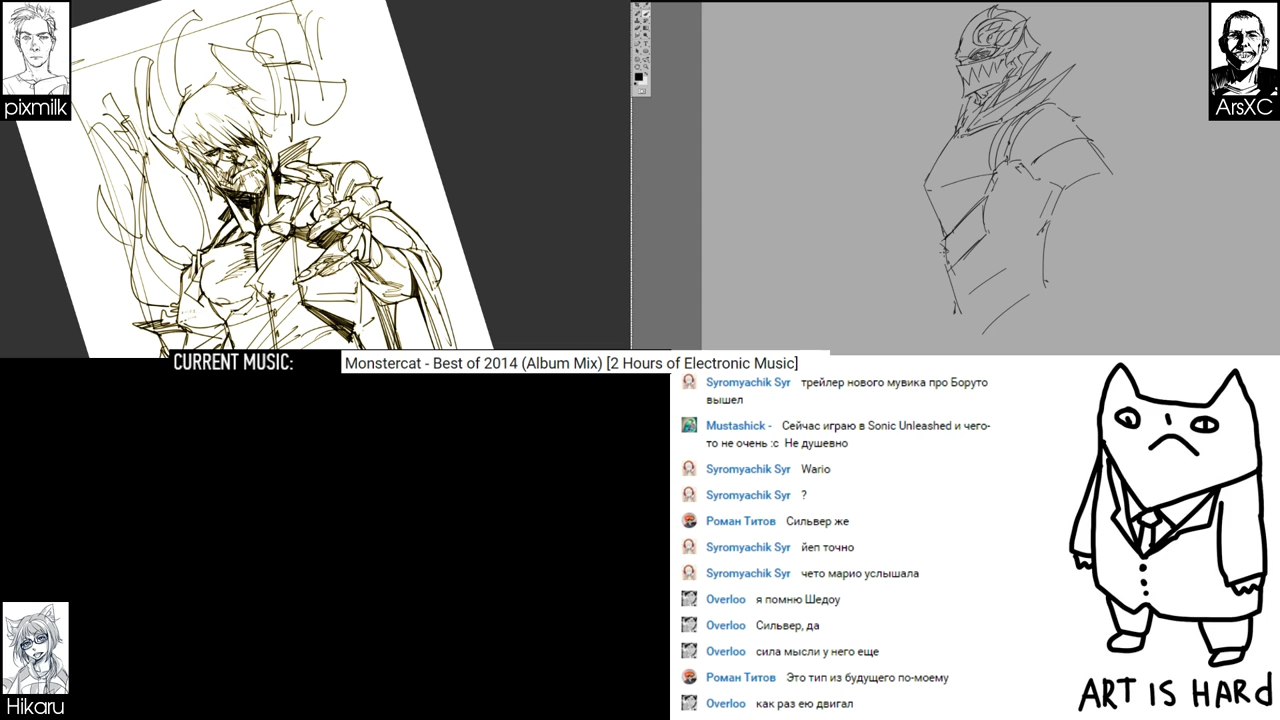 pixmilk
ArsXC
CURRENT MUSIC:
Monstercat - Best of 2014 (Album Mix) [2 Hours of Electronic Music]
Syromyachik Syr трейлер нового мувика про Боруто
вышел
Mustashick - Сейчас играю в Sonic Unleashed и чего-
то не очень :с Не душевно
Syromyachik Syr Wario
Syromyachik Syr ?
Роман Титов Сильвер же
Syromyachik Syr йеп точно
Syromyachik Syr чето марио услышала
Overloo я помню Шедоу
Overloo Сильвер, да
Overloo сила мысли у него еще
Роман Титов Это тип из будущего по-моему
Overloo как раз ею двигал
Hikaru
ART IS HARd